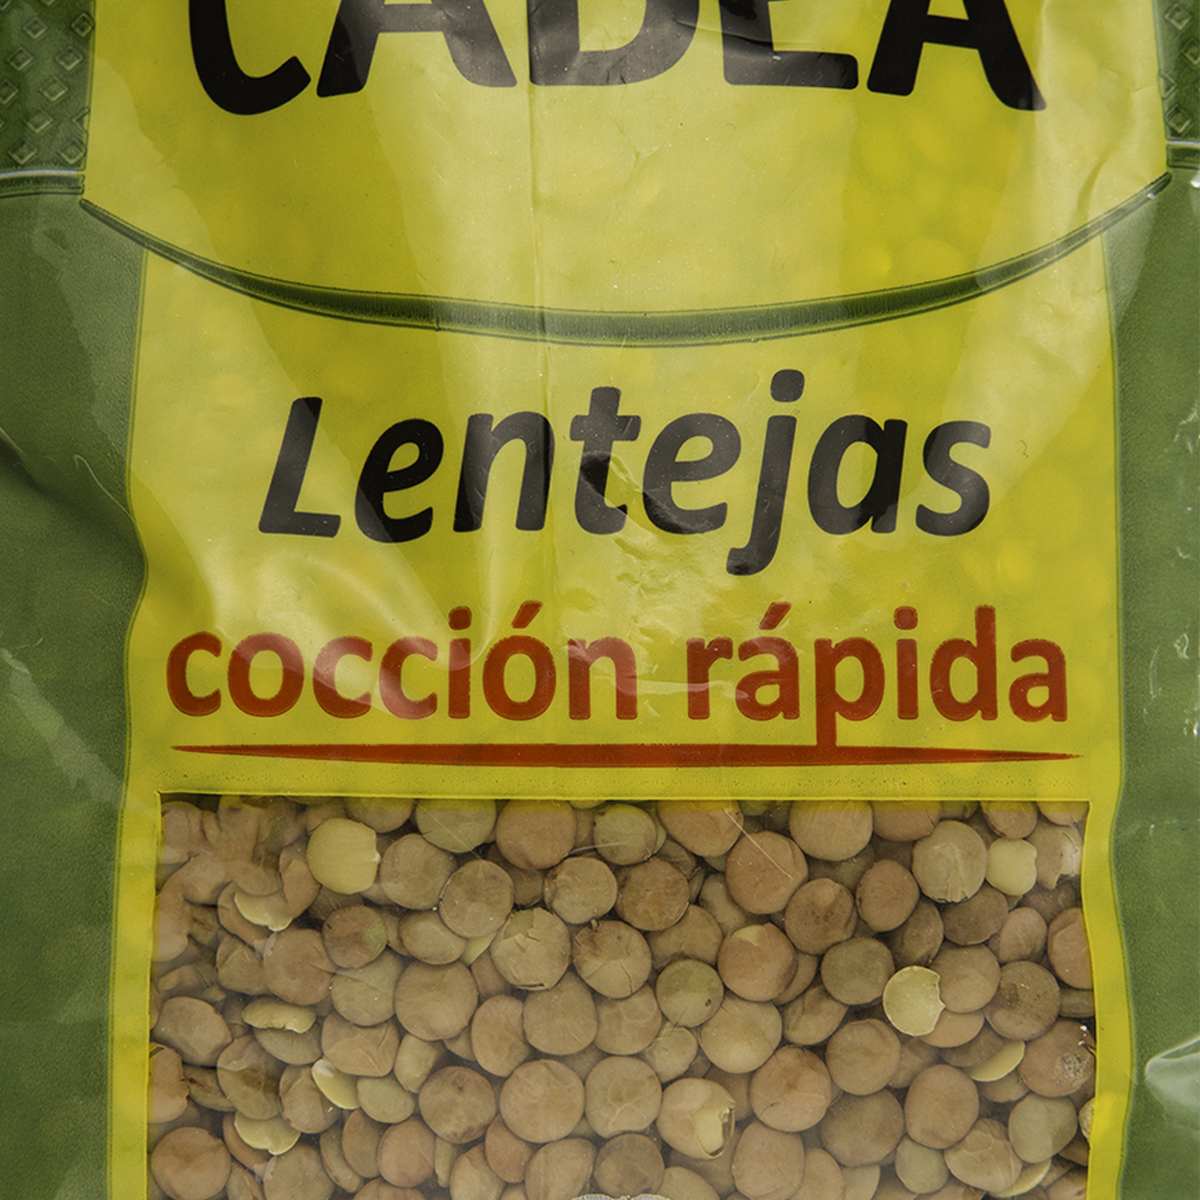 CADEA
Lentejas
cocción rápida